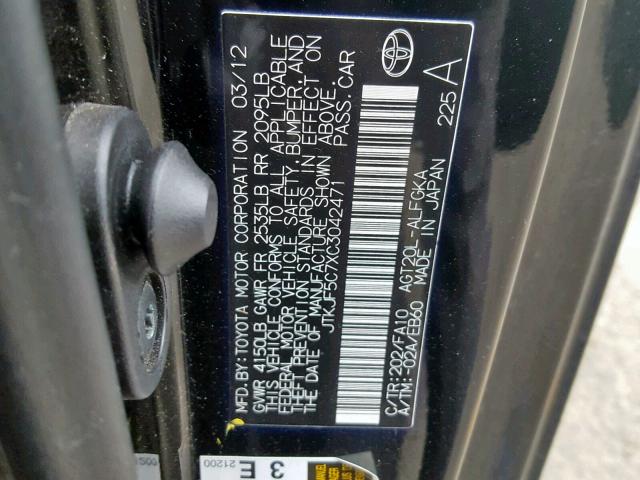 MFD.BY:TOYOTA MOTOR CORPORATION 03/12
GVWR 4150LB GAWR FR 2535LB RR 2095LB
THIS VEHICLE CONFORMS TO ALL APPLICABLE
FEDERAL MOTOR VEHICLE SAFETY, BUMPER, AND
THEFT PREVENTION STANDARDS IN EFFECT ON
THE DATE OF MANUFACTURE SHOWN ABOVE.
JTKJF5C7XC3042471 PASS.CAR
C/TR:202/FA10 AGT20L-ALFGKA 225 A
A/TM:-02A/EB60 MADE IN JAPAN
21200
3 E
MANUEL